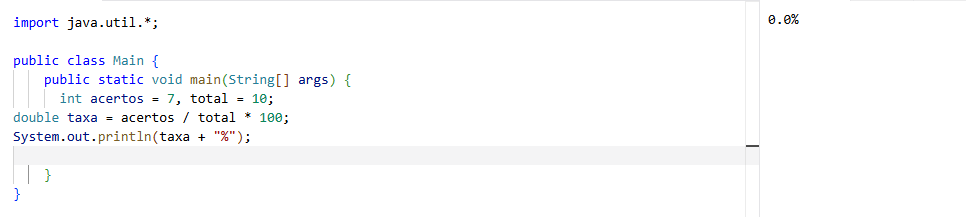 import java.util.*;
public class Main {
public static void main(String[] args) {
int acertos = 7, total = 10;
double taxa = acertos / total * 100;
System.out.println(taxa + "%");
}
}
0.0%